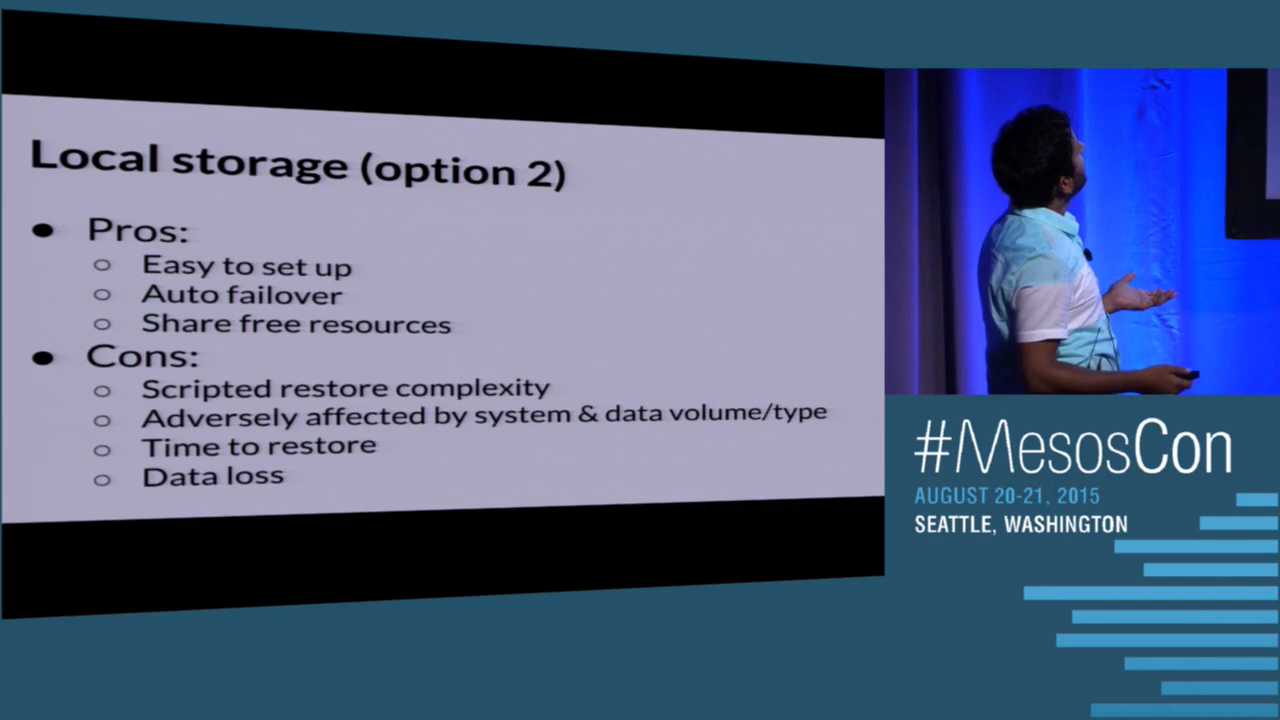 Local storage (option 2)
● Pros:
○ Easy to set up
○ Auto failover
○ Share free resources
● Cons:
○ Scripted restore complexity
○ Adversely affected by system & data volume/type
○ Time to restore
○ Data loss
#MesosCon
AUGUST 20-21, 2015
SEATTLE, WASHINGTON